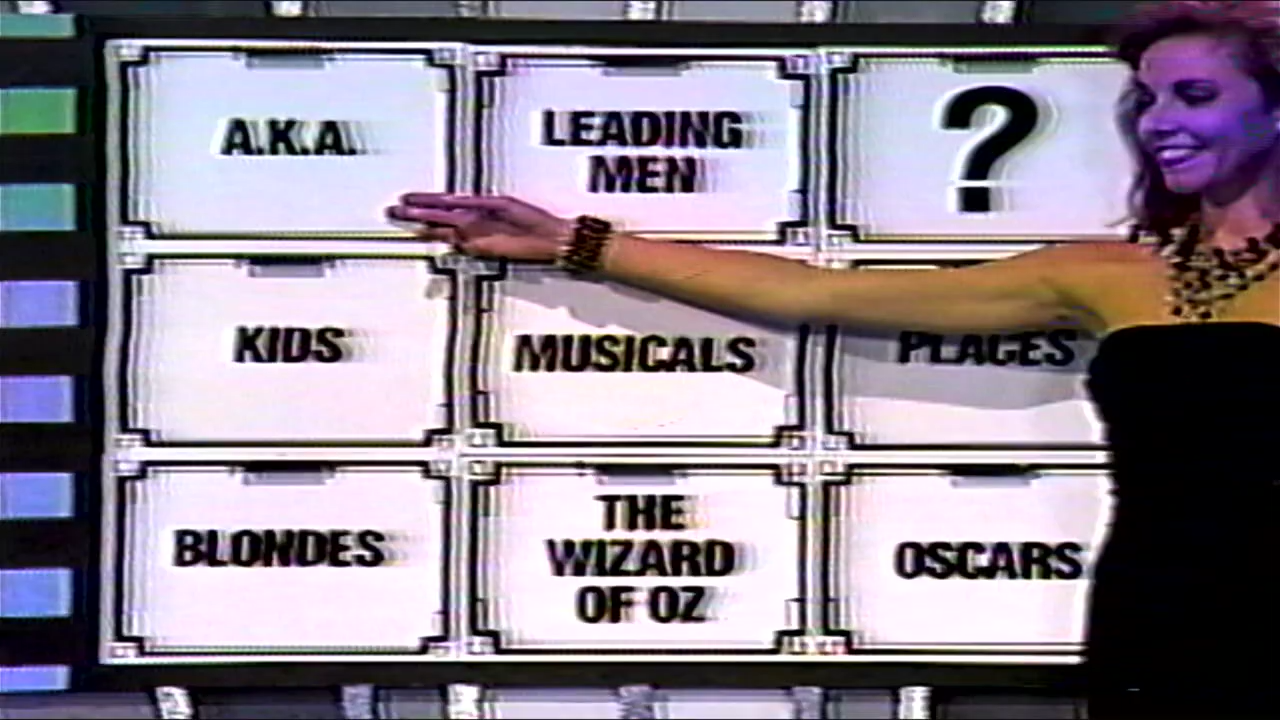 A.K.A.
LEADING
MEN
?
KIDS
MUSICALS
PLACES
BLONDES
THE
WIZARD
OF OZ
OSCARS